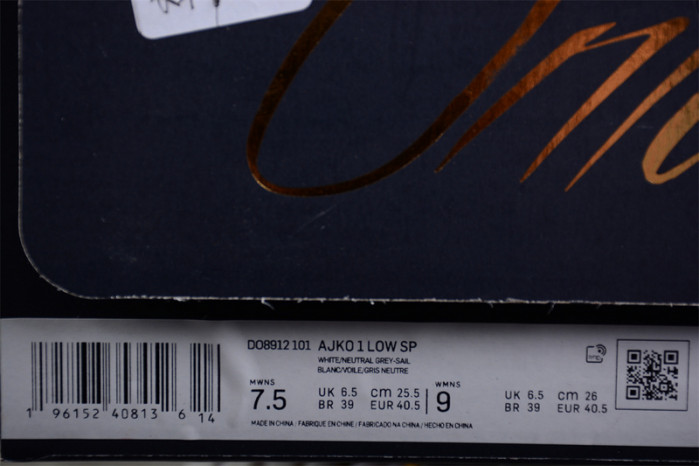 Un
DO8912 101 AJKO 1 LOW SP
WHITE/NEUTRAL GREY-SAIL
BLANC/VOILE/GRIS NEUTRE
MWNS
7.5
UK 6.5 cm 25.5
BR 39 EUR 40.5
WMNS
9
UK 6.5 cm 26
BR 39 EUR 40.5
MADE IN CHINA / FABRIQUE EN CHINE / FABRICADO NA CHINA / HECHO EN CHINA
1 96152 40813 6 14